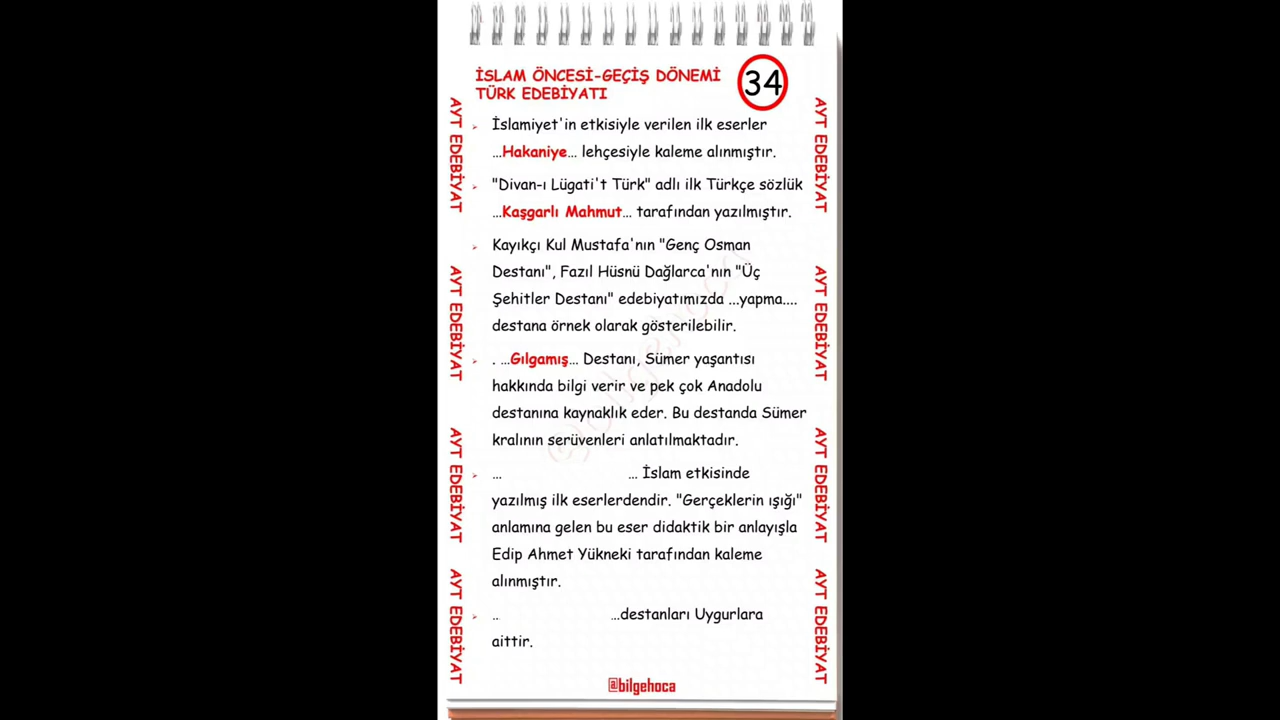 İSLAM ÖNCESİ-GEÇİŞ DÖNEMİ
TÜRK EDEBİYATI
34
İslamiyet'in etkisiyle verilen ilk eserler
…Hakaniye… lehçesiyle kaleme alınmıştır.
"Divan-ı Lügati't Türk" adlı ilk Türkçe sözlük
…Kaşgarlı Mahmut… tarafından yazılmıştır.
Kayıkçı Kul Mustafa'nın "Genç Osman
Destanı", Fazıl Hüsnü Dağlarca'nın "Üç
Şehitler Destanı" edebiyatımızda ...yapma....
destana örnek olarak gösterilebilir.
. …Gılgamış… Destanı, Sümer yaşantısı
hakkında bilgi verir ve pek çok Anadolu
destanına kaynaklık eder. Bu destanda Sümer
kralının serüvenleri anlatılmaktadır.
… … İslam etkisinde
yazılmış ilk eserlerdendir. "Gerçeklerin ışığı"
anlamına gelen bu eser didaktik bir anlayışla
Edip Ahmet Yükneki tarafından kaleme
alınmıştır.
… …destanları Uygurlara
aittir.
@bilgehoca
AYT EDEBİYAT
AYT EDEBİYAT
AYT EDEBİYAT
AYT EDEBİYAT
AYT EDEBİYAT
AYT EDEBİYAT
AYT EDEBİYAT
AYT EDEBİYAT
@bilgehoca